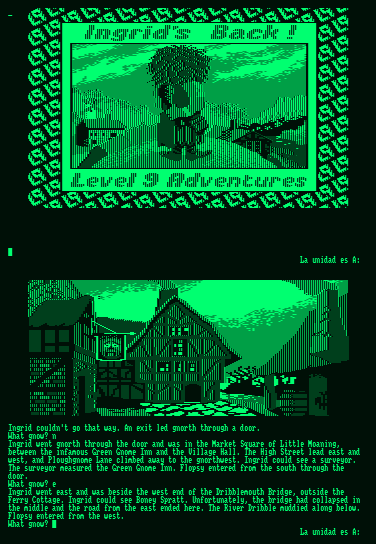 Ingrid's Back!
Level 9 Adventures
La unidad es A:
Ingrid couldn't go that way. An exit led gnorth through a door.
What gnow? n
Ingrid went gnorth through the door and was in the Market Square of Little Moaning,
between the infamous Green Gnome Inn and the Village Hall. The High Street lead east and
west, and Ploughgnome Lane climbed away to the gnorthwest. Ingrid could see a surveyor.
The surveyor measured the Green Gnome Inn. Flopsy entered from the south through the
door.
What gnow? e
Ingrid went east and was beside the west end of the Dribblemouth Bridge, outside the
Ferry Cottage. Ingrid could see Boney Spratt. Unfortunately, the bridge had collapsed in
the middle and the road from the east ended here. The River Dribble muddied along below.
Flopsy entered from the west.
What gnow?
La unidad es A: